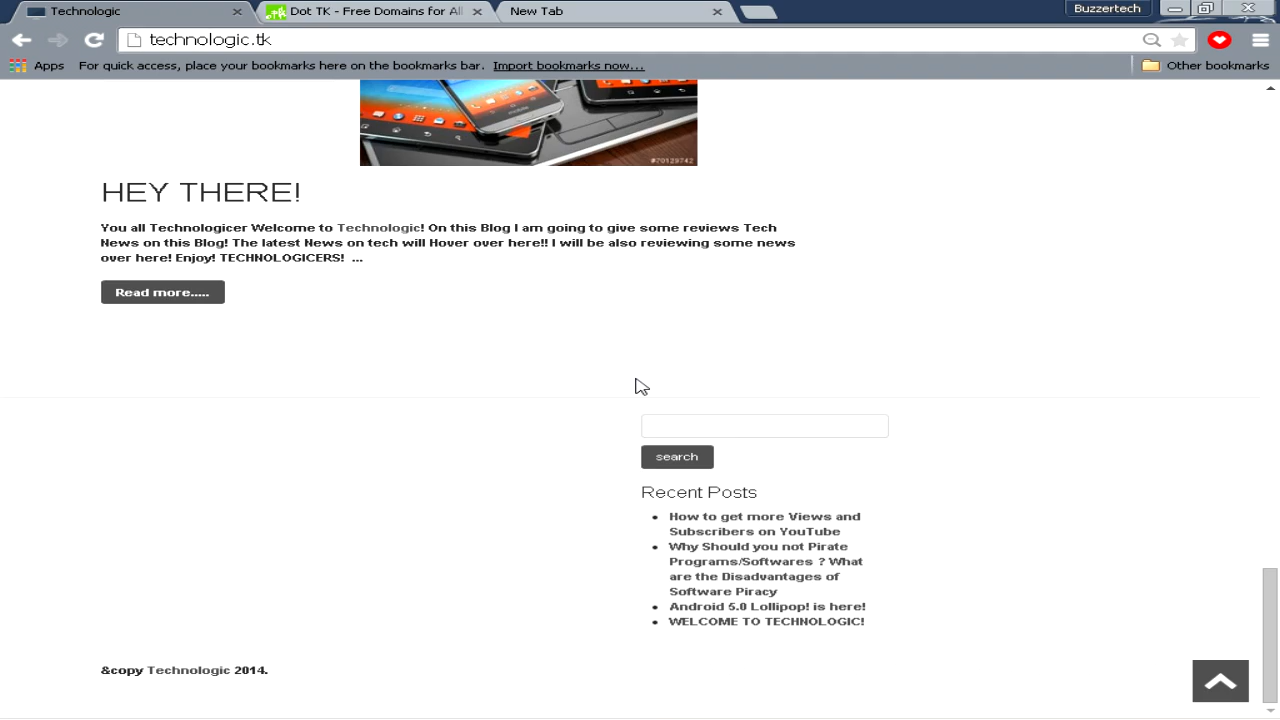 Technologic
Dot TK - Free Domains for All
New Tab
Buzzertech
technologic.tk
Apps For quick access, place your bookmarks here on the bookmarks bar. Import bookmarks now...
Other bookmarks
mobile
#70129742
HEY THERE!
You all Technologicer Welcome to Technologic! On this Blog I am going to give some reviews Tech
News on this Blog! The latest News on tech will Hover over here!! I will be also reviewing some news
over here! Enjoy! TECHNOLOGICERS! ...
Read more.....
search
Recent Posts
How to get more Views and
Subscribers on YouTube
Why Should you not Pirate
Programs/Softwares ? What
are the Disadvantages of
Software Piracy
Android 5.0 Lollipop! is here!
WELCOME TO TECHNOLOGIC!
&copy Technologic 2014.